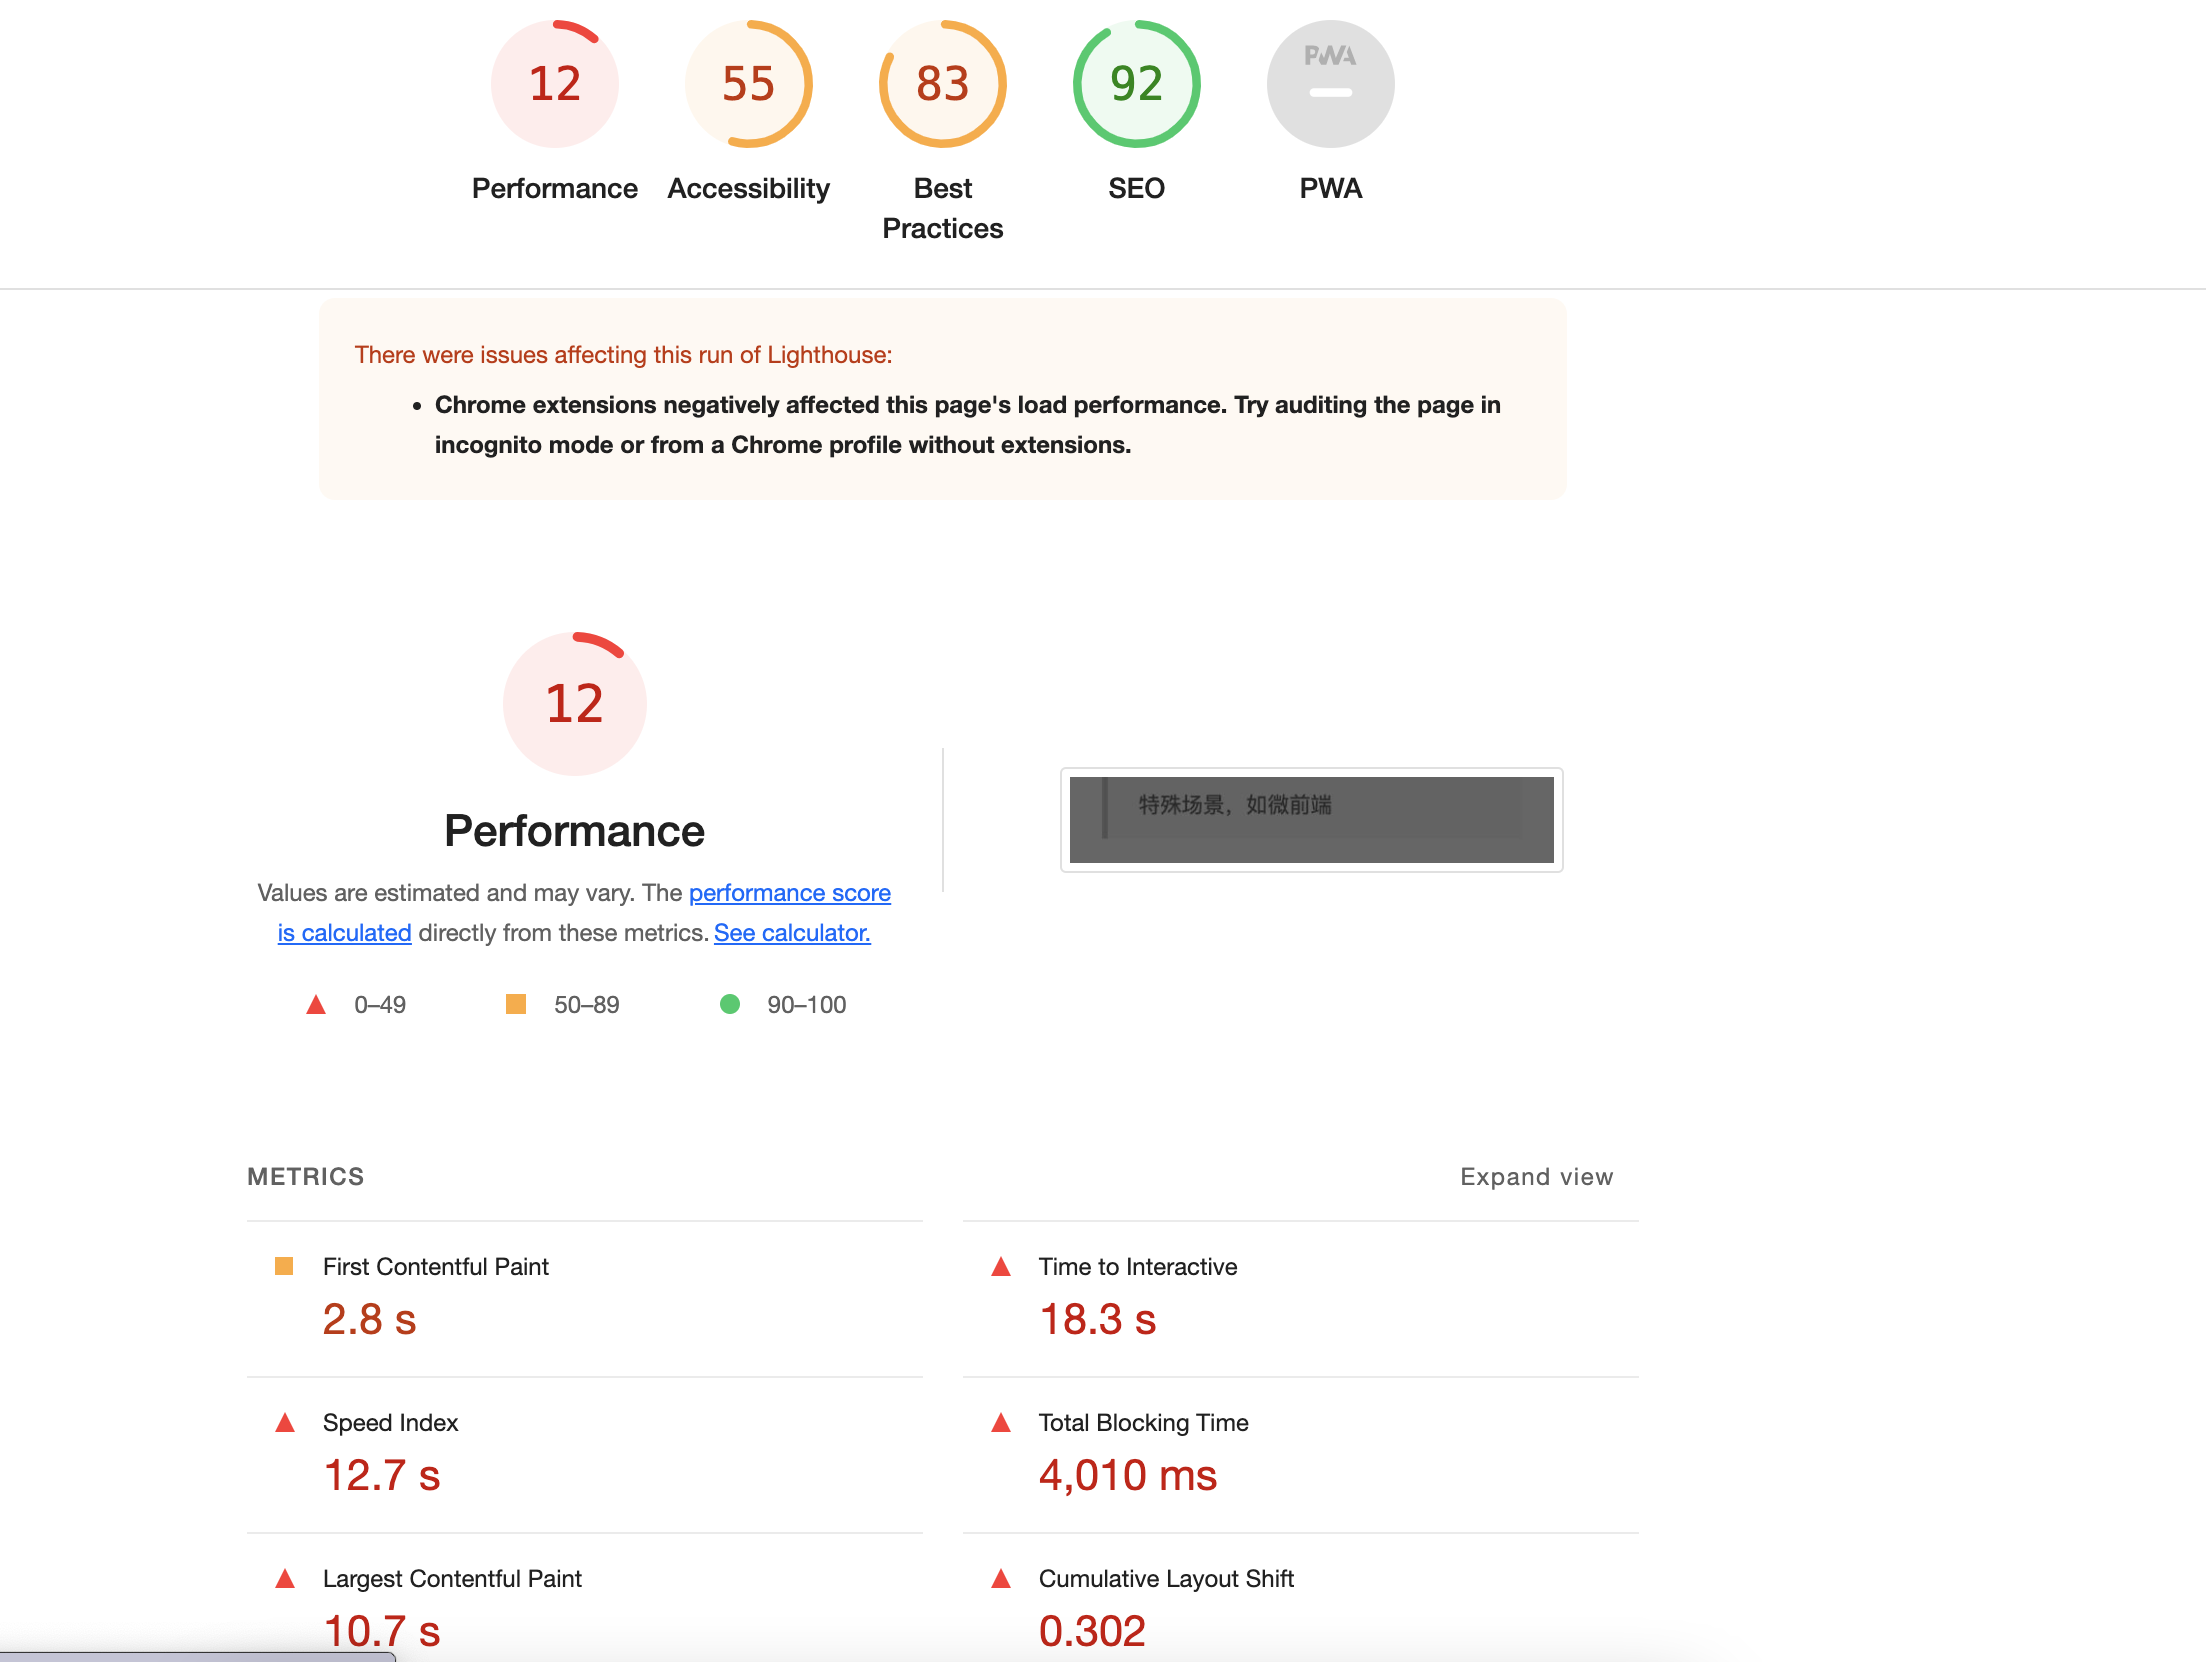 12
55
83
92
PWA
Performance
Accessibility
Best
Practices
SEO
PWA
There were issues affecting this run of Lighthouse:
• Chrome extensions negatively affected this page's load performance. Try auditing the page in
incognito mode or from a Chrome profile without extensions.
12
Performance
Values are estimated and may vary. The performance score
is calculated directly from these metrics. See calculator.
0–49
50–89
90–100
特殊场景，如微前端
METRICS
Expand view
First Contentful Paint
2.8 s
Time to Interactive
18.3 s
Speed Index
12.7 s
Total Blocking Time
4,010 ms
Largest Contentful Paint
10.7 s
Cumulative Layout Shift
0.302